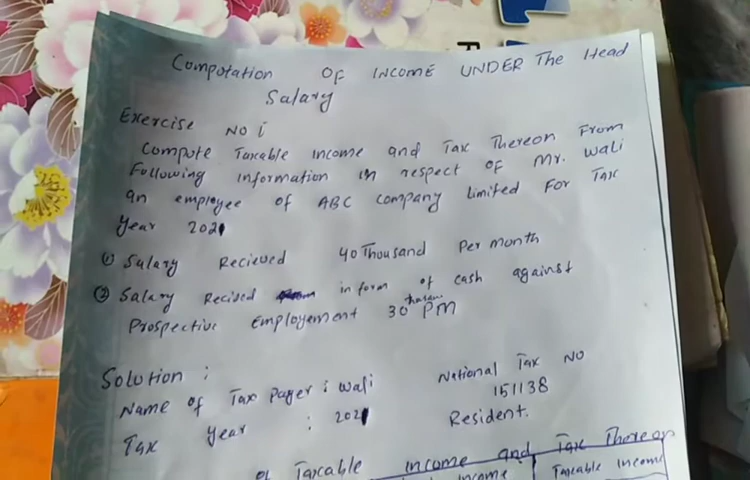 Computation OF INCOME UNDER The Head
Salary
Exercise NO i
Compute Taxable income and Tax Thereon From
Following information in respect of Mr. Wali
an employee of ABC company Limited For Tax
Year 2021
① Salary Recieved 40 Thousand Per month
② Salary Recised in form of cash against
Prospective Employement 30 PM
Solution :
Name of Tax Payer : Wali National Tax NO
151138
Tax Year : 2021 Resident.
of Taxable income and Tax Thereon
income Taxable income